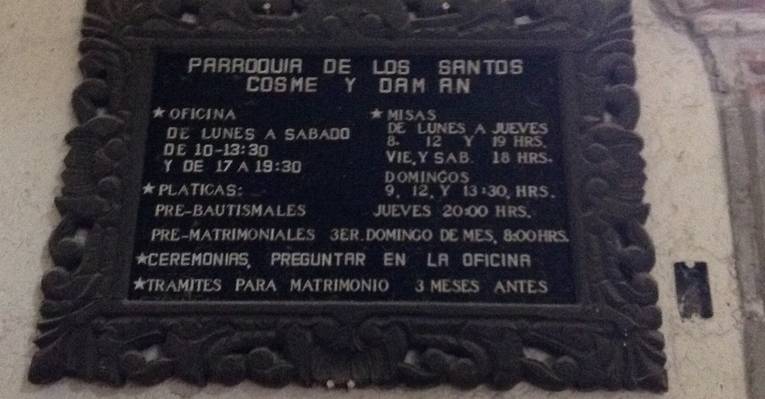 PARROQUIA DE LOS SANTOS
COSME Y DAM AN
★ OFICINA
DE LUNES A SABADO
DE 10-13:30
Y DE 17 A 19:30
★ MISAS
DE LUNES A JUEVES
8. 12 Y 19 HRS.
VIE, Y SAB. 18 HRS.
DOMINGOS
9, 12, Y 13:30, HRS.
★ PLATICAS:
PRE-BAUTISMALES JUEVES 20:00 HRS.
PRE-MATRIMONIALES 3ER. DOMINGO DE MES, 8:00 HRS.
★ CEREMONIAS, PREGUNTAR EN LA OFICINA
★ TRAMITES PARA MATRIMONIO 3 MESES ANTES